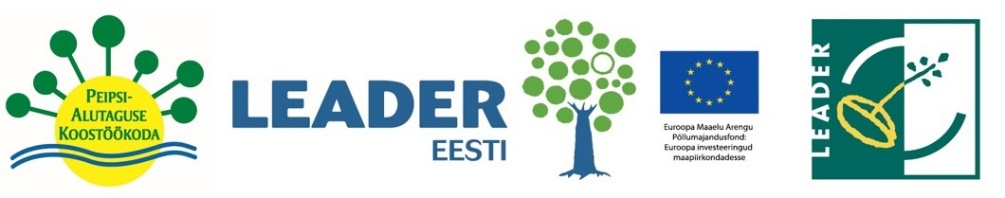 PEIPSI-
ALUTAGUSE
KOOSTÖÖKODA
LEADER
EESTI
Euroopa Maaelu Arengu
Põllumajandusfond:
Euroopa investeeringud
maapiirkondadesse
LEADER